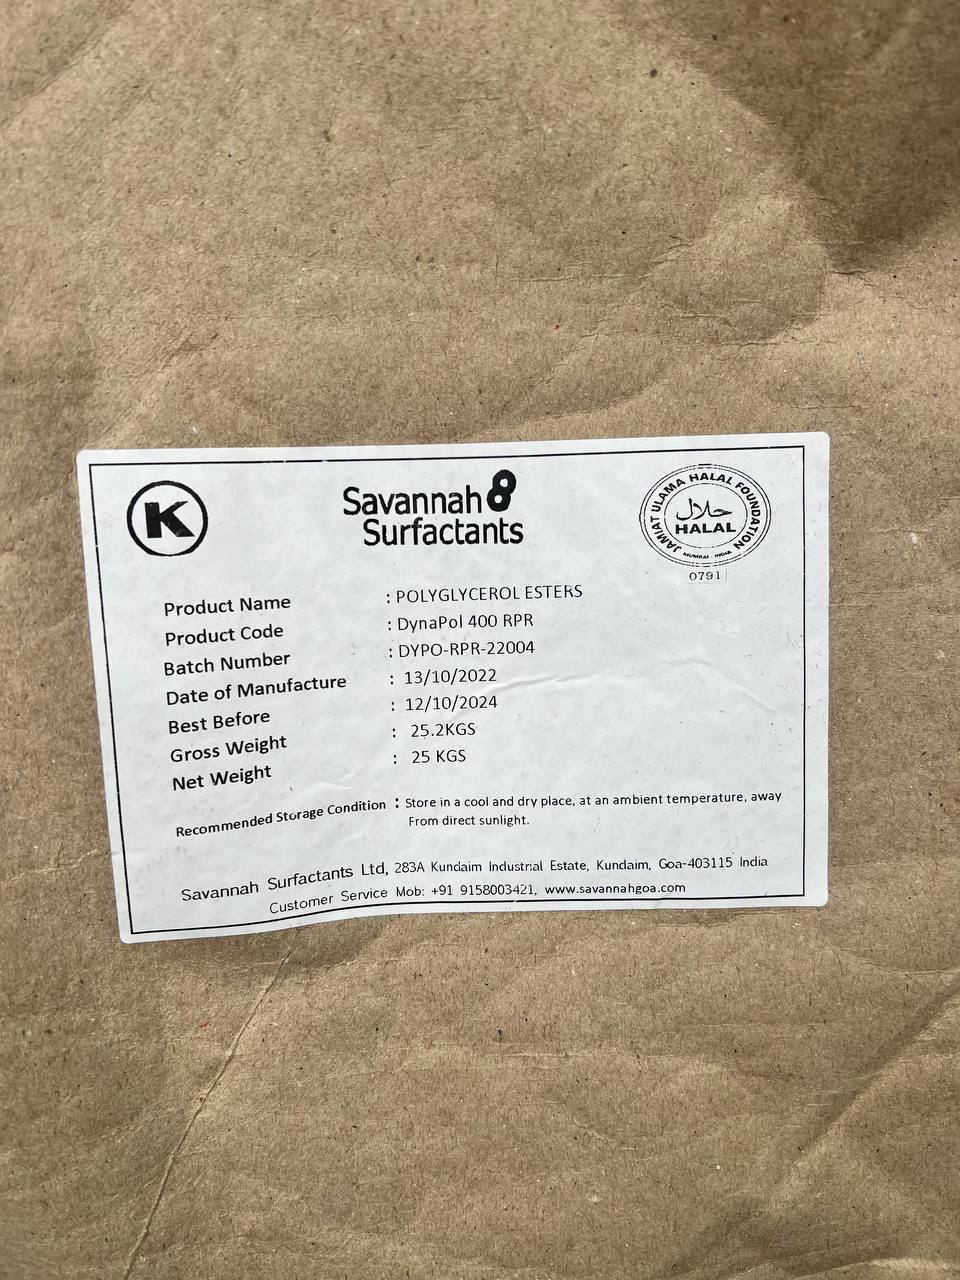 K
Savannah
Surfactants
JAMIAT ULAMA HALAL FOUNDATION
حلال
HALAL
MUMBAI - INDIA
0791
Product Name : POLYGLYCEROL ESTERS
Product Code : DynaPol 400 RPR
Batch Number : DYPO-RPR-22004
Date of Manufacture : 13/10/2022
Best Before : 12/10/2024
Gross Weight : 25.2KGS
Net Weight : 25 KGS
Recommended Storage Condition : Store in a cool and dry place, at an ambient temperature, away
From direct sunlight.
Savannah Surfactants Ltd, 283A Kundaim Industrial Estate, Kundaim, Goa-403115 India
Customer Service Mob: +91 9158003421, www.savannahgoa.com